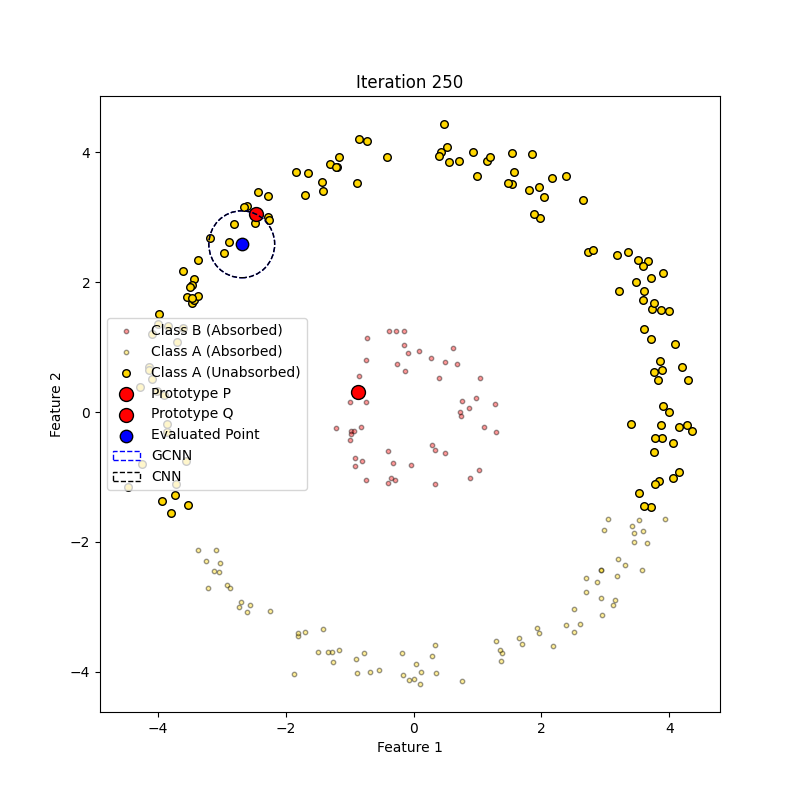 Iteration 250
4
2
0
−2
−4
Feature 2
Class B (Absorbed)
Class A (Absorbed)
Class A (Unabsorbed)
Prototype P
Prototype Q
Evaluated Point
GCNN
CNN
−4 −2 0 2 4
Feature 1